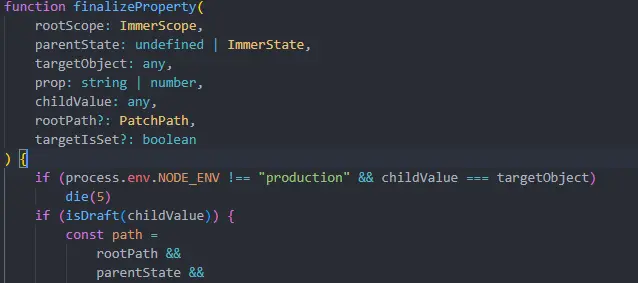 function finalizeProperty(
    rootScope: ImmerScope,
    parentState: undefined | ImmerState,
    targetObject: any,
    prop: string | number,
    childValue: any,
    rootPath?: PatchPath,
    targetIsSet?: boolean
) {
    if (process.env.NODE_ENV !== "production" && childValue === targetObject)
        die(5)
    if (isDraft(childValue)) {
        const path =
            rootPath &&
            parentState &&